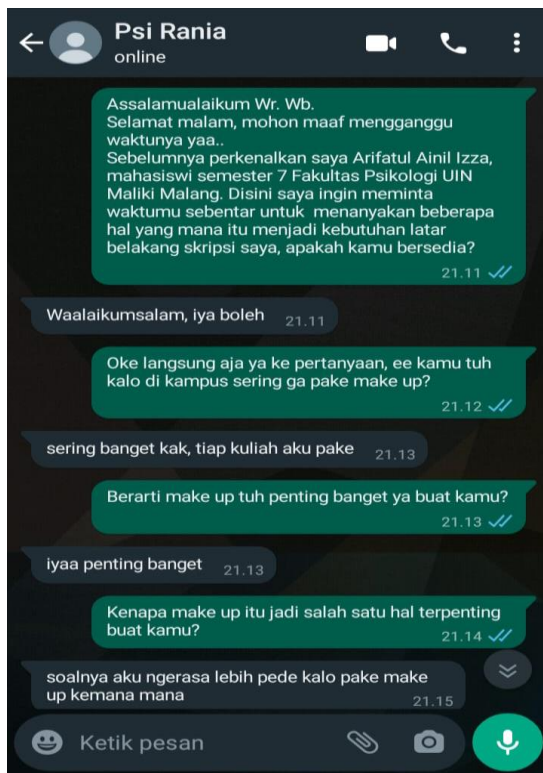 Psi Rania
online
Assalamualaikum Wr. Wb.
Selamat malam, mohon maaf mengganggu
waktunya yaa..
Sebelumnya perkenalkan saya Arifatul Ainil Izza,
mahasiswi semester 7 Fakultas Psikologi UIN
Maliki Malang. Disini saya ingin meminta
waktumu sebentar untuk menanyakan beberapa
hal yang mana itu menjadi kebutuhan latar
belakang skripsi saya, apakah kamu bersedia?
21.11
Waalaikumsalam, iya boleh 21.11
Oke langsung aja ya ke pertanyaan, ee kamu tuh
kalo di kampus sering ga pake make up?
21.12
sering banget kak, tiap kuliah aku pake 21.13
Berarti make up tuh penting banget ya buat kamu?
21.13
iyaa penting banget 21.13
Kenapa make up itu jadi salah satu hal terpenting
buat kamu? 21.14
soalnya aku ngerasa lebih pede kalo pake make
up kemana mana 21.15
Ketik pesan